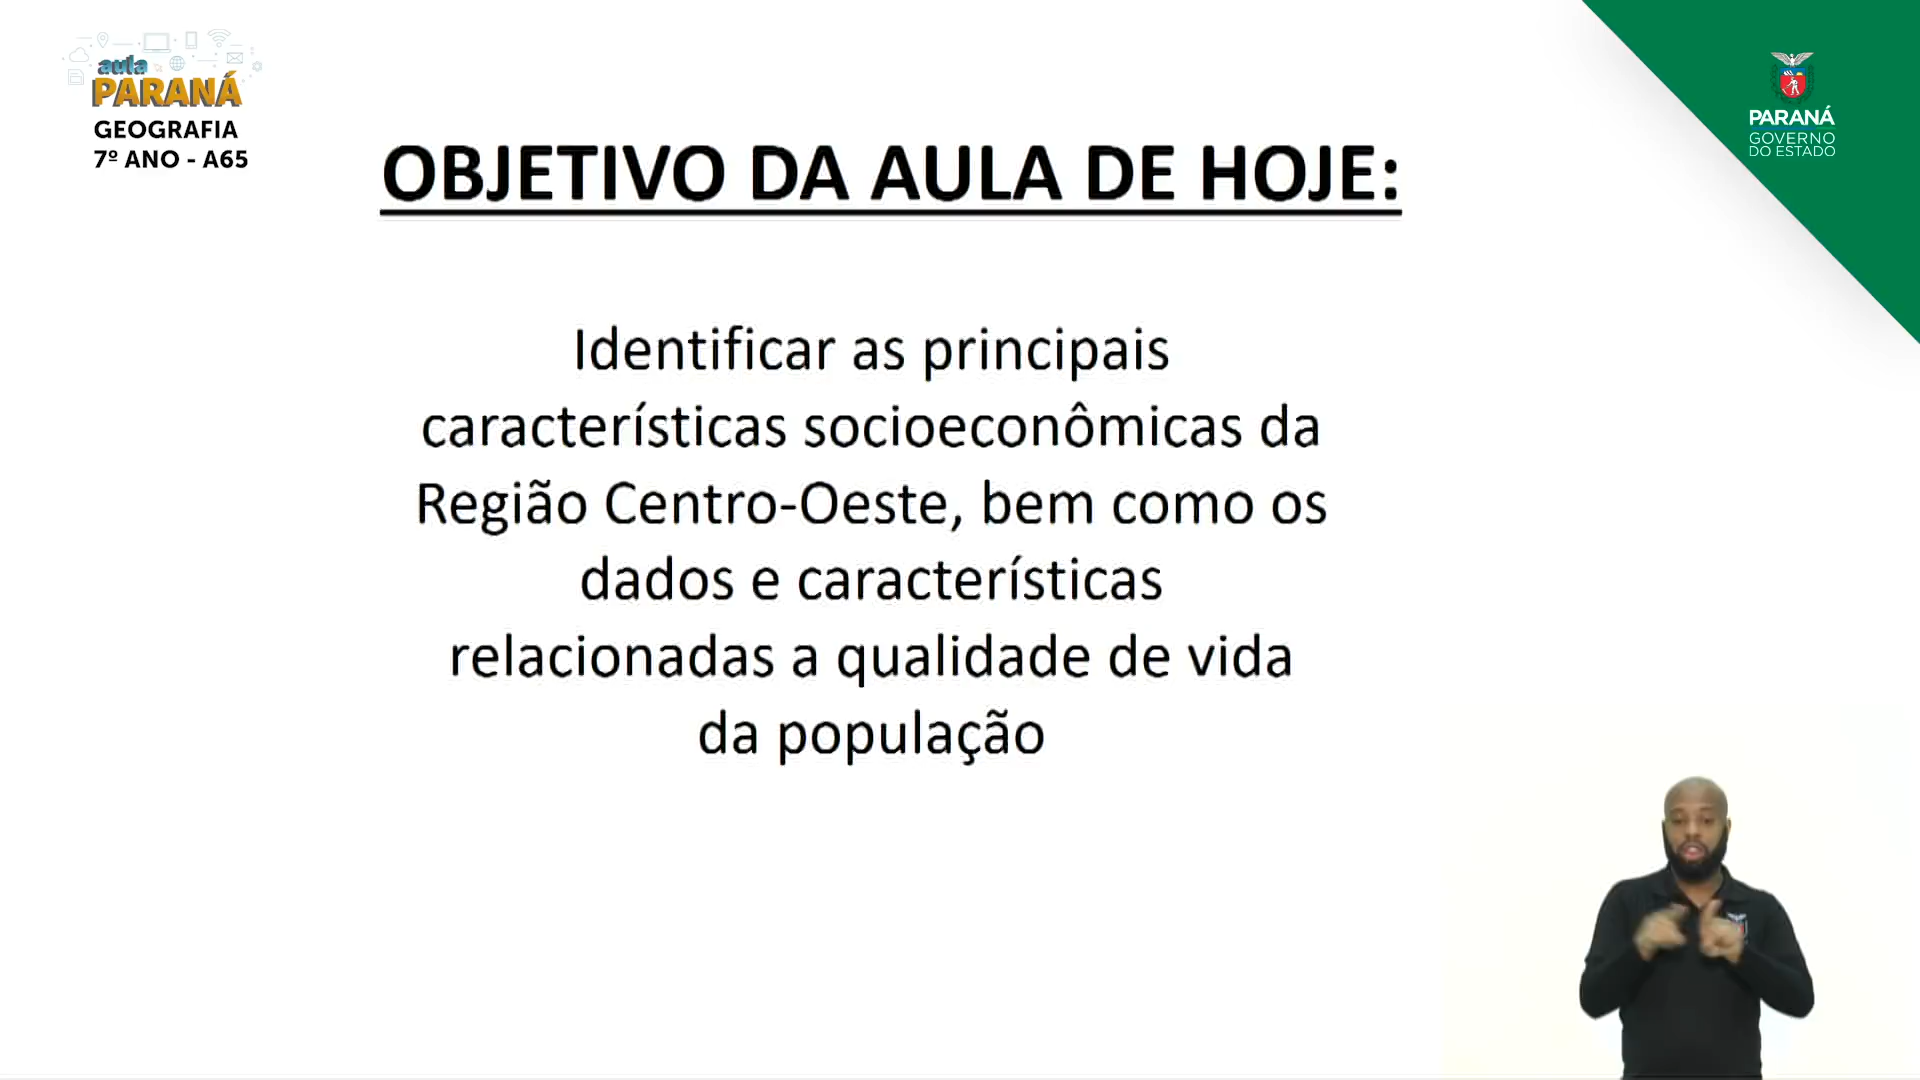 aula
PARANÁ
GEOGRAFIA
7º ANO - A65
PARANÁ
GOVERNO
DO ESTADO
OBJETIVO DA AULA DE HOJE:
Identificar as principais
características socioeconômicas da
Região Centro-Oeste, bem como os
dados e características
relacionadas a qualidade de vida
da população